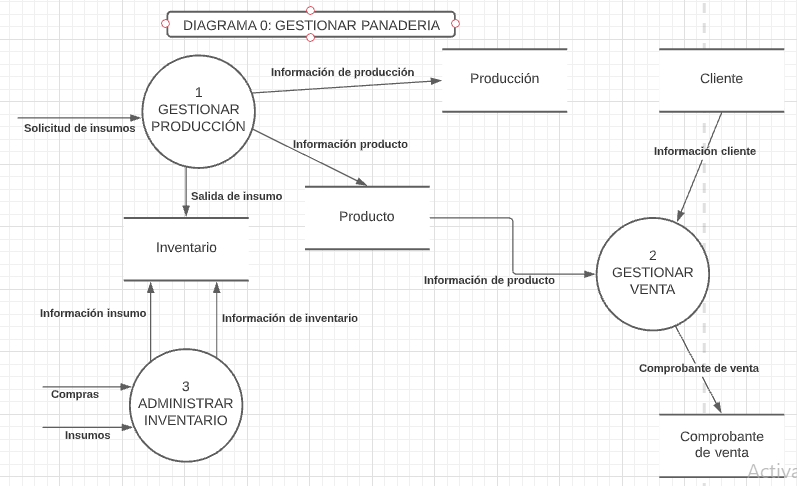 DIAGRAMA 0: GESTIONAR PANADERIA
Información de producción
Producción
Cliente
1
GESTIONAR
PRODUCCIÓN
Solicitud de insumos
Información producto
Información cliente
Salida de insumo
Producto
Inventario
2
GESTIONAR
VENTA
Información de producto
Información insumo
Información de inventario
Comprobante de venta
3
ADMINISTRAR
INVENTARIO
Compras
Insumos
Comprobante
de venta